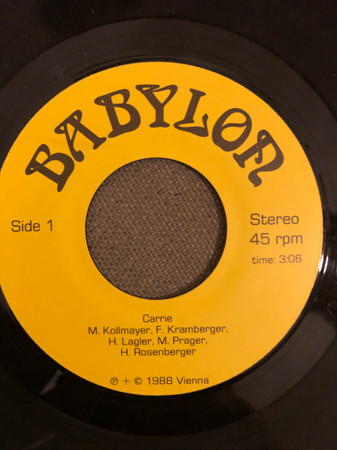 BABYLON
Side 1
Stereo
45 rpm
time: 3:06
Carrie
M. Kollmayer, F. Kramberger,
H. Lagler, M. Prager,
H. Rosenberger
℗ + © 1988 Vienna